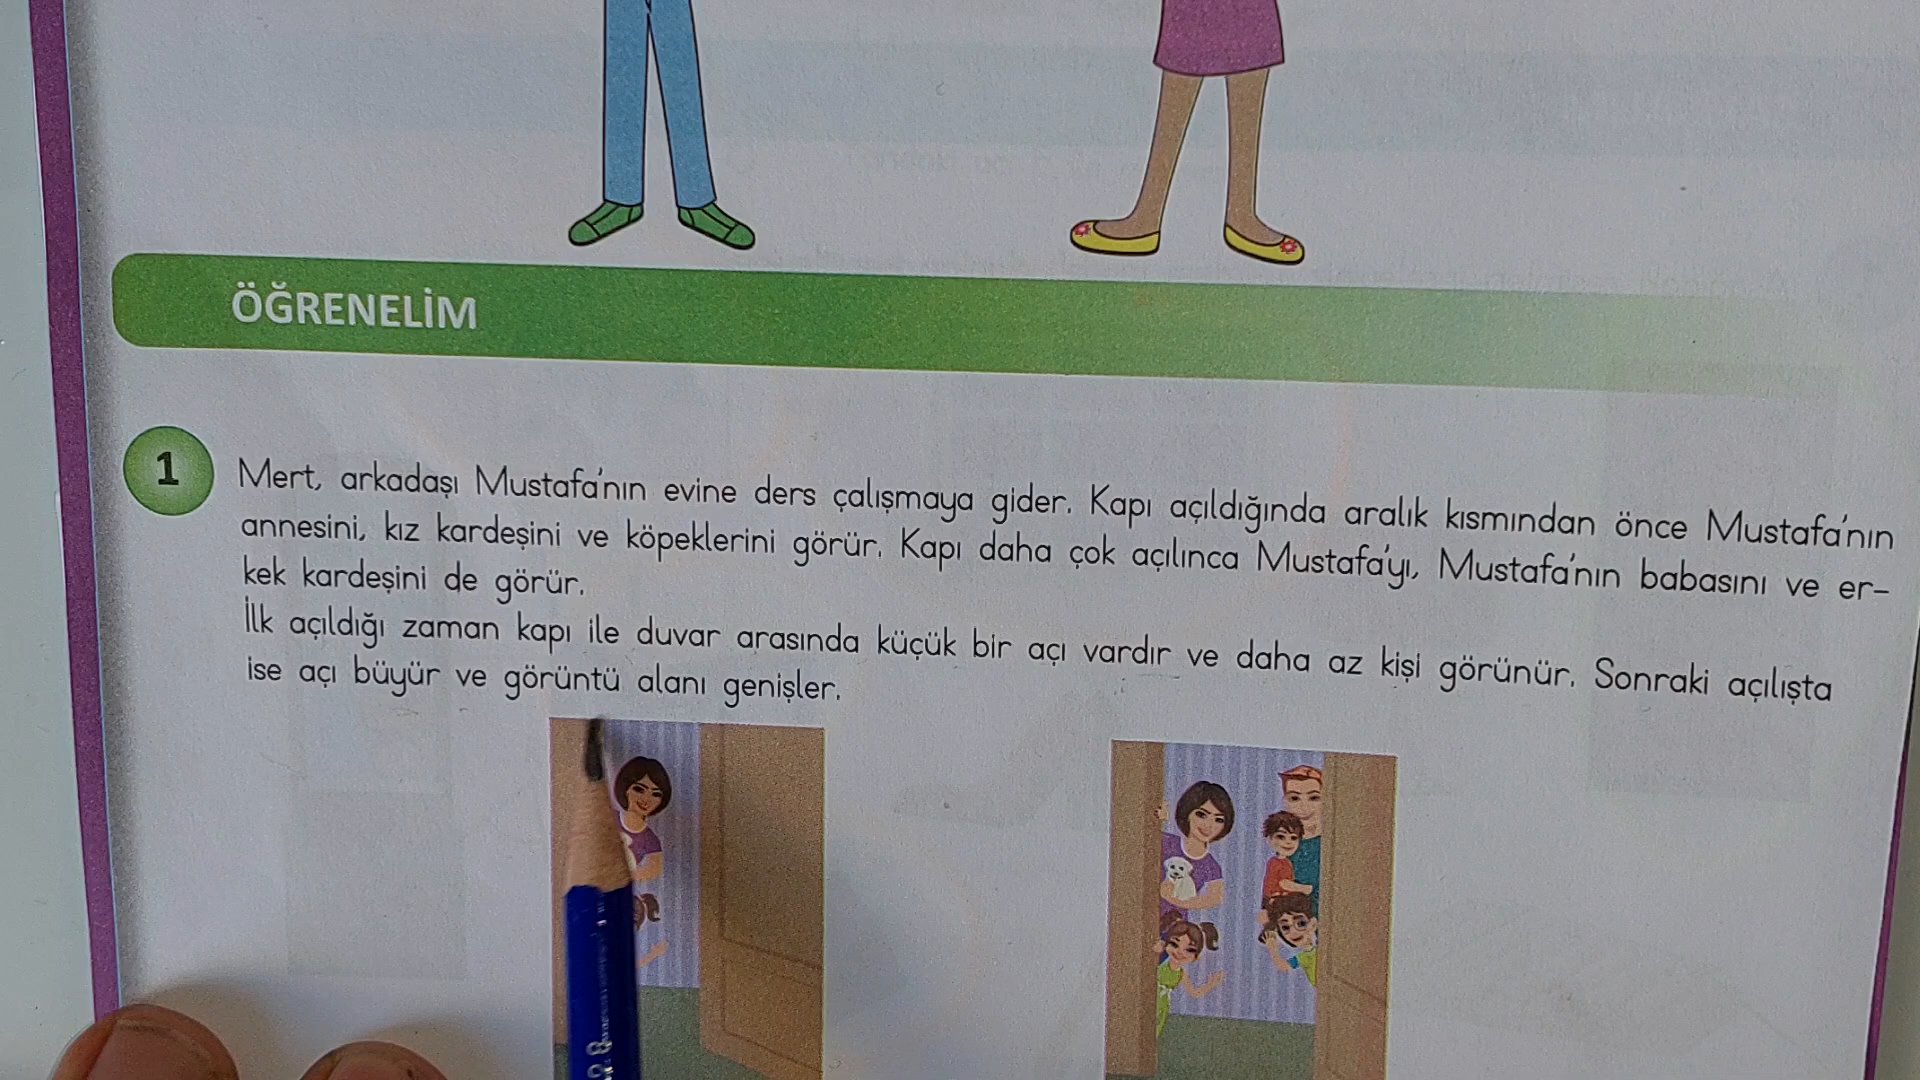 ÖĞRENELİM
1
Mert, arkadaşı Mustafa'nın evine ders çalışmaya gider. Kapı açıldığında aralık kısmından önce Mustafa'nın
annesini, kız kardeşini ve köpeklerini görür. Kapı daha çok açılınca Mustafa'yı, Mustafa'nın babasını ve er-
kek kardeşini de görür.
İlk açıldığı zaman kapı ile duvar arasında küçük bir açı vardır ve daha az kişi görünür. Sonraki açılışta
ise açı büyür ve görüntü alanı genişler.